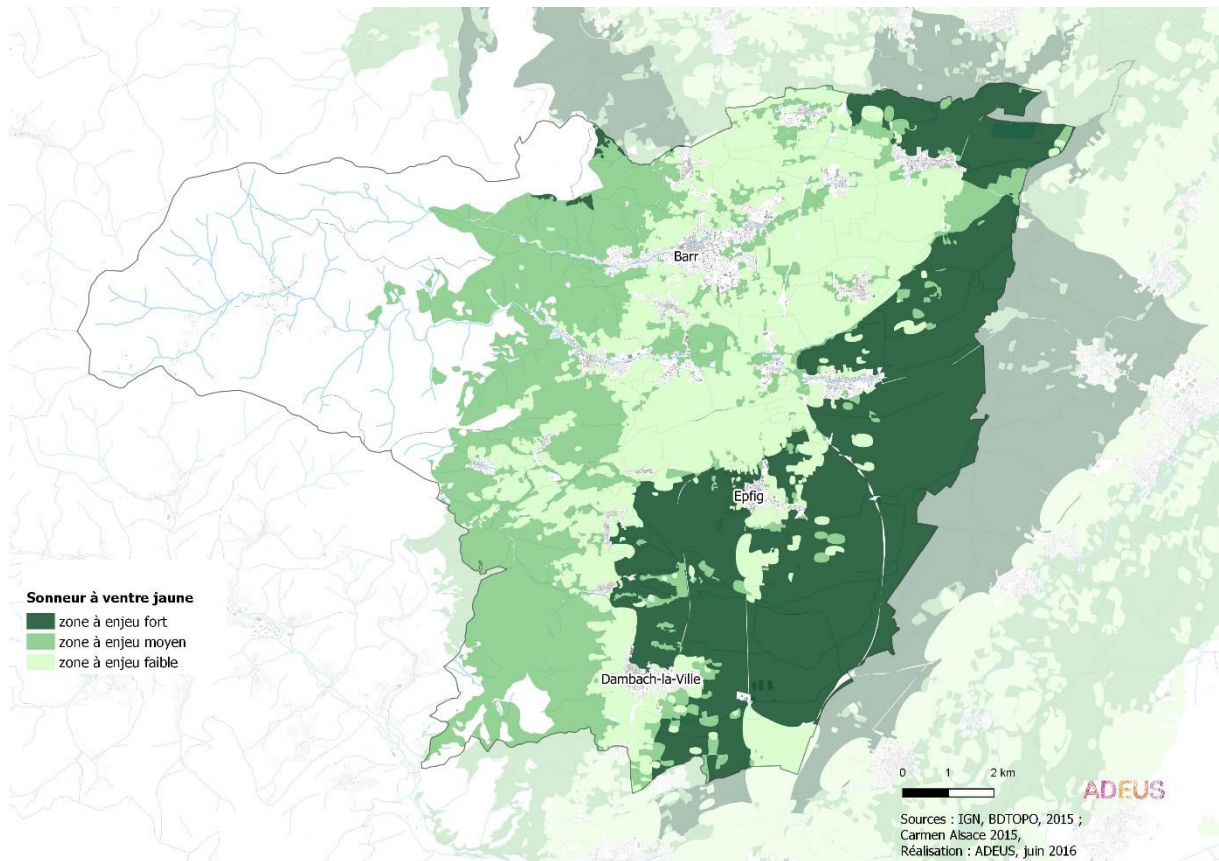 Barr
Epfig
Dambach-la-Ville
Sonneur à ventre jaune
zone à enjeu fort
zone à enjeu moyen
zone à enjeu faible
0 1 2 km
ADEUS
Sources : IGN, BDTOPO, 2015 ;
Carmen Alsace 2015,
Réalisation : ADEUS, juin 2016